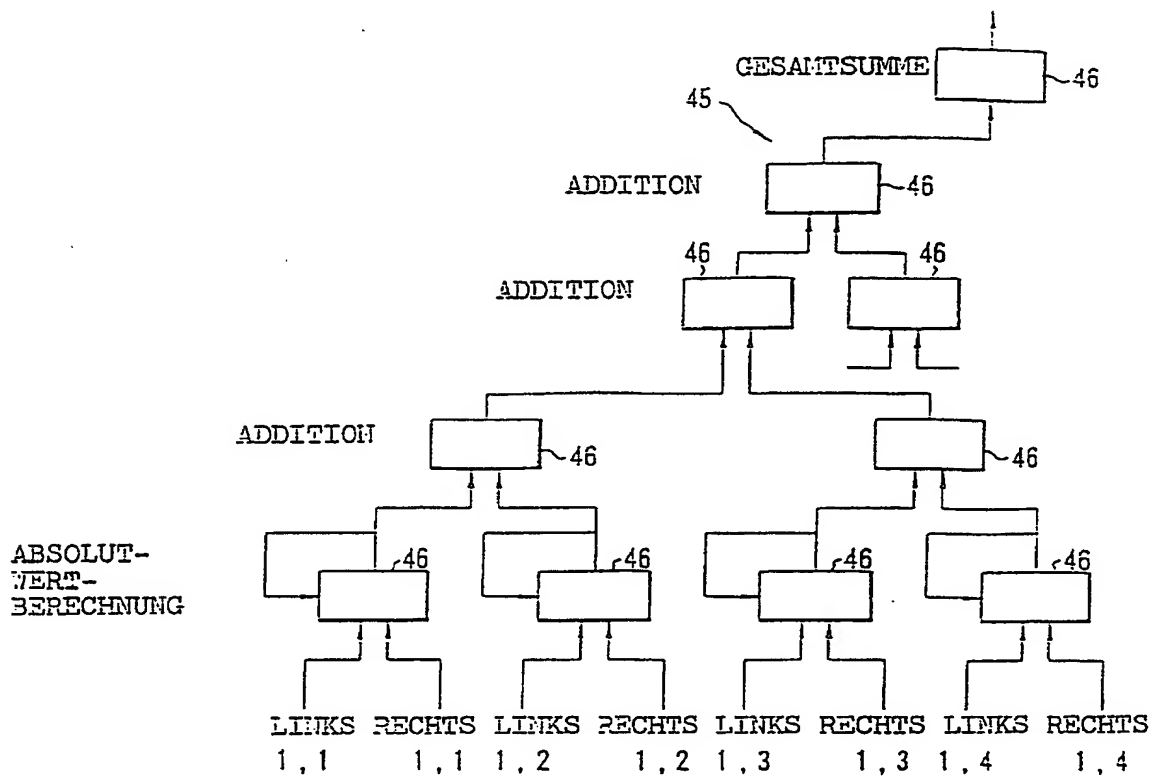 GESAMTSUMME
46
45
ADDITION
46
46
46
ADDITION
ADDITION
46
46
ABSOLUT-
WERT-
BERECHNUNG
46
46
46
46
LINKS RECHTS LINKS RECHTS LINKS RECHTS LINKS RECHTS
1,1 1,1 1,2 1,2 1,3 1,3 1,4 1,4